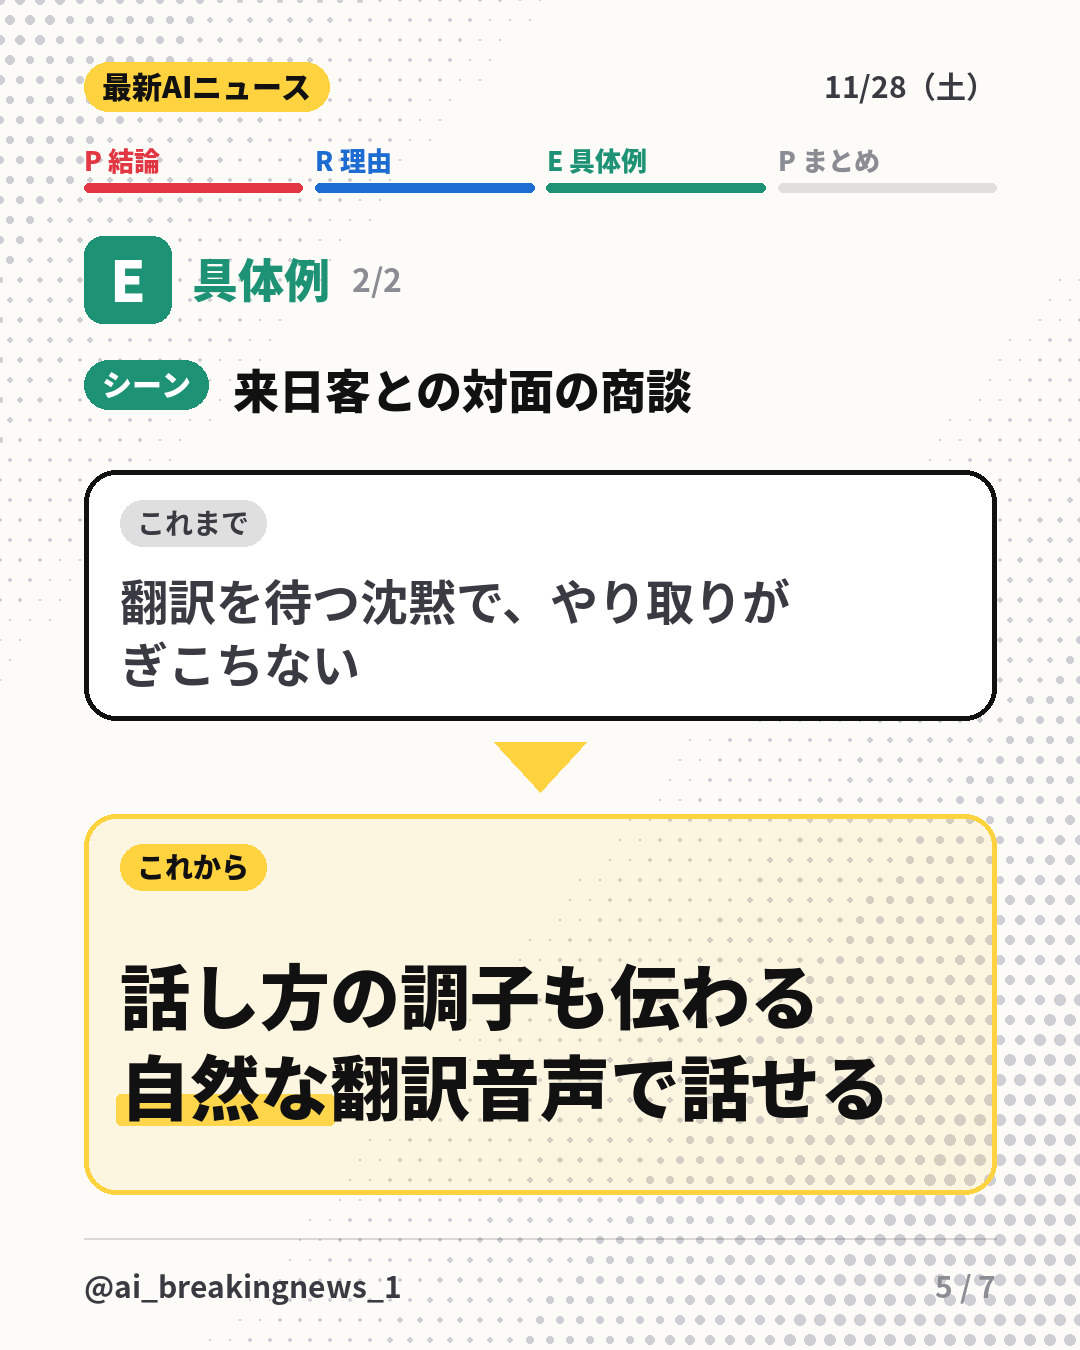 最新AIニュース
11/28（土）
P 結論
R 理由
E 具体例
P まとめ
E
具体例 2/2
シーン
来日客との対面の商談
これまで
翻訳を待つ沈黙で、やり取りが
ぎこちない
これから
話し方の調子も伝わる
自然な翻訳音声で話せる
@ai_breakingnews_1
5 / 7